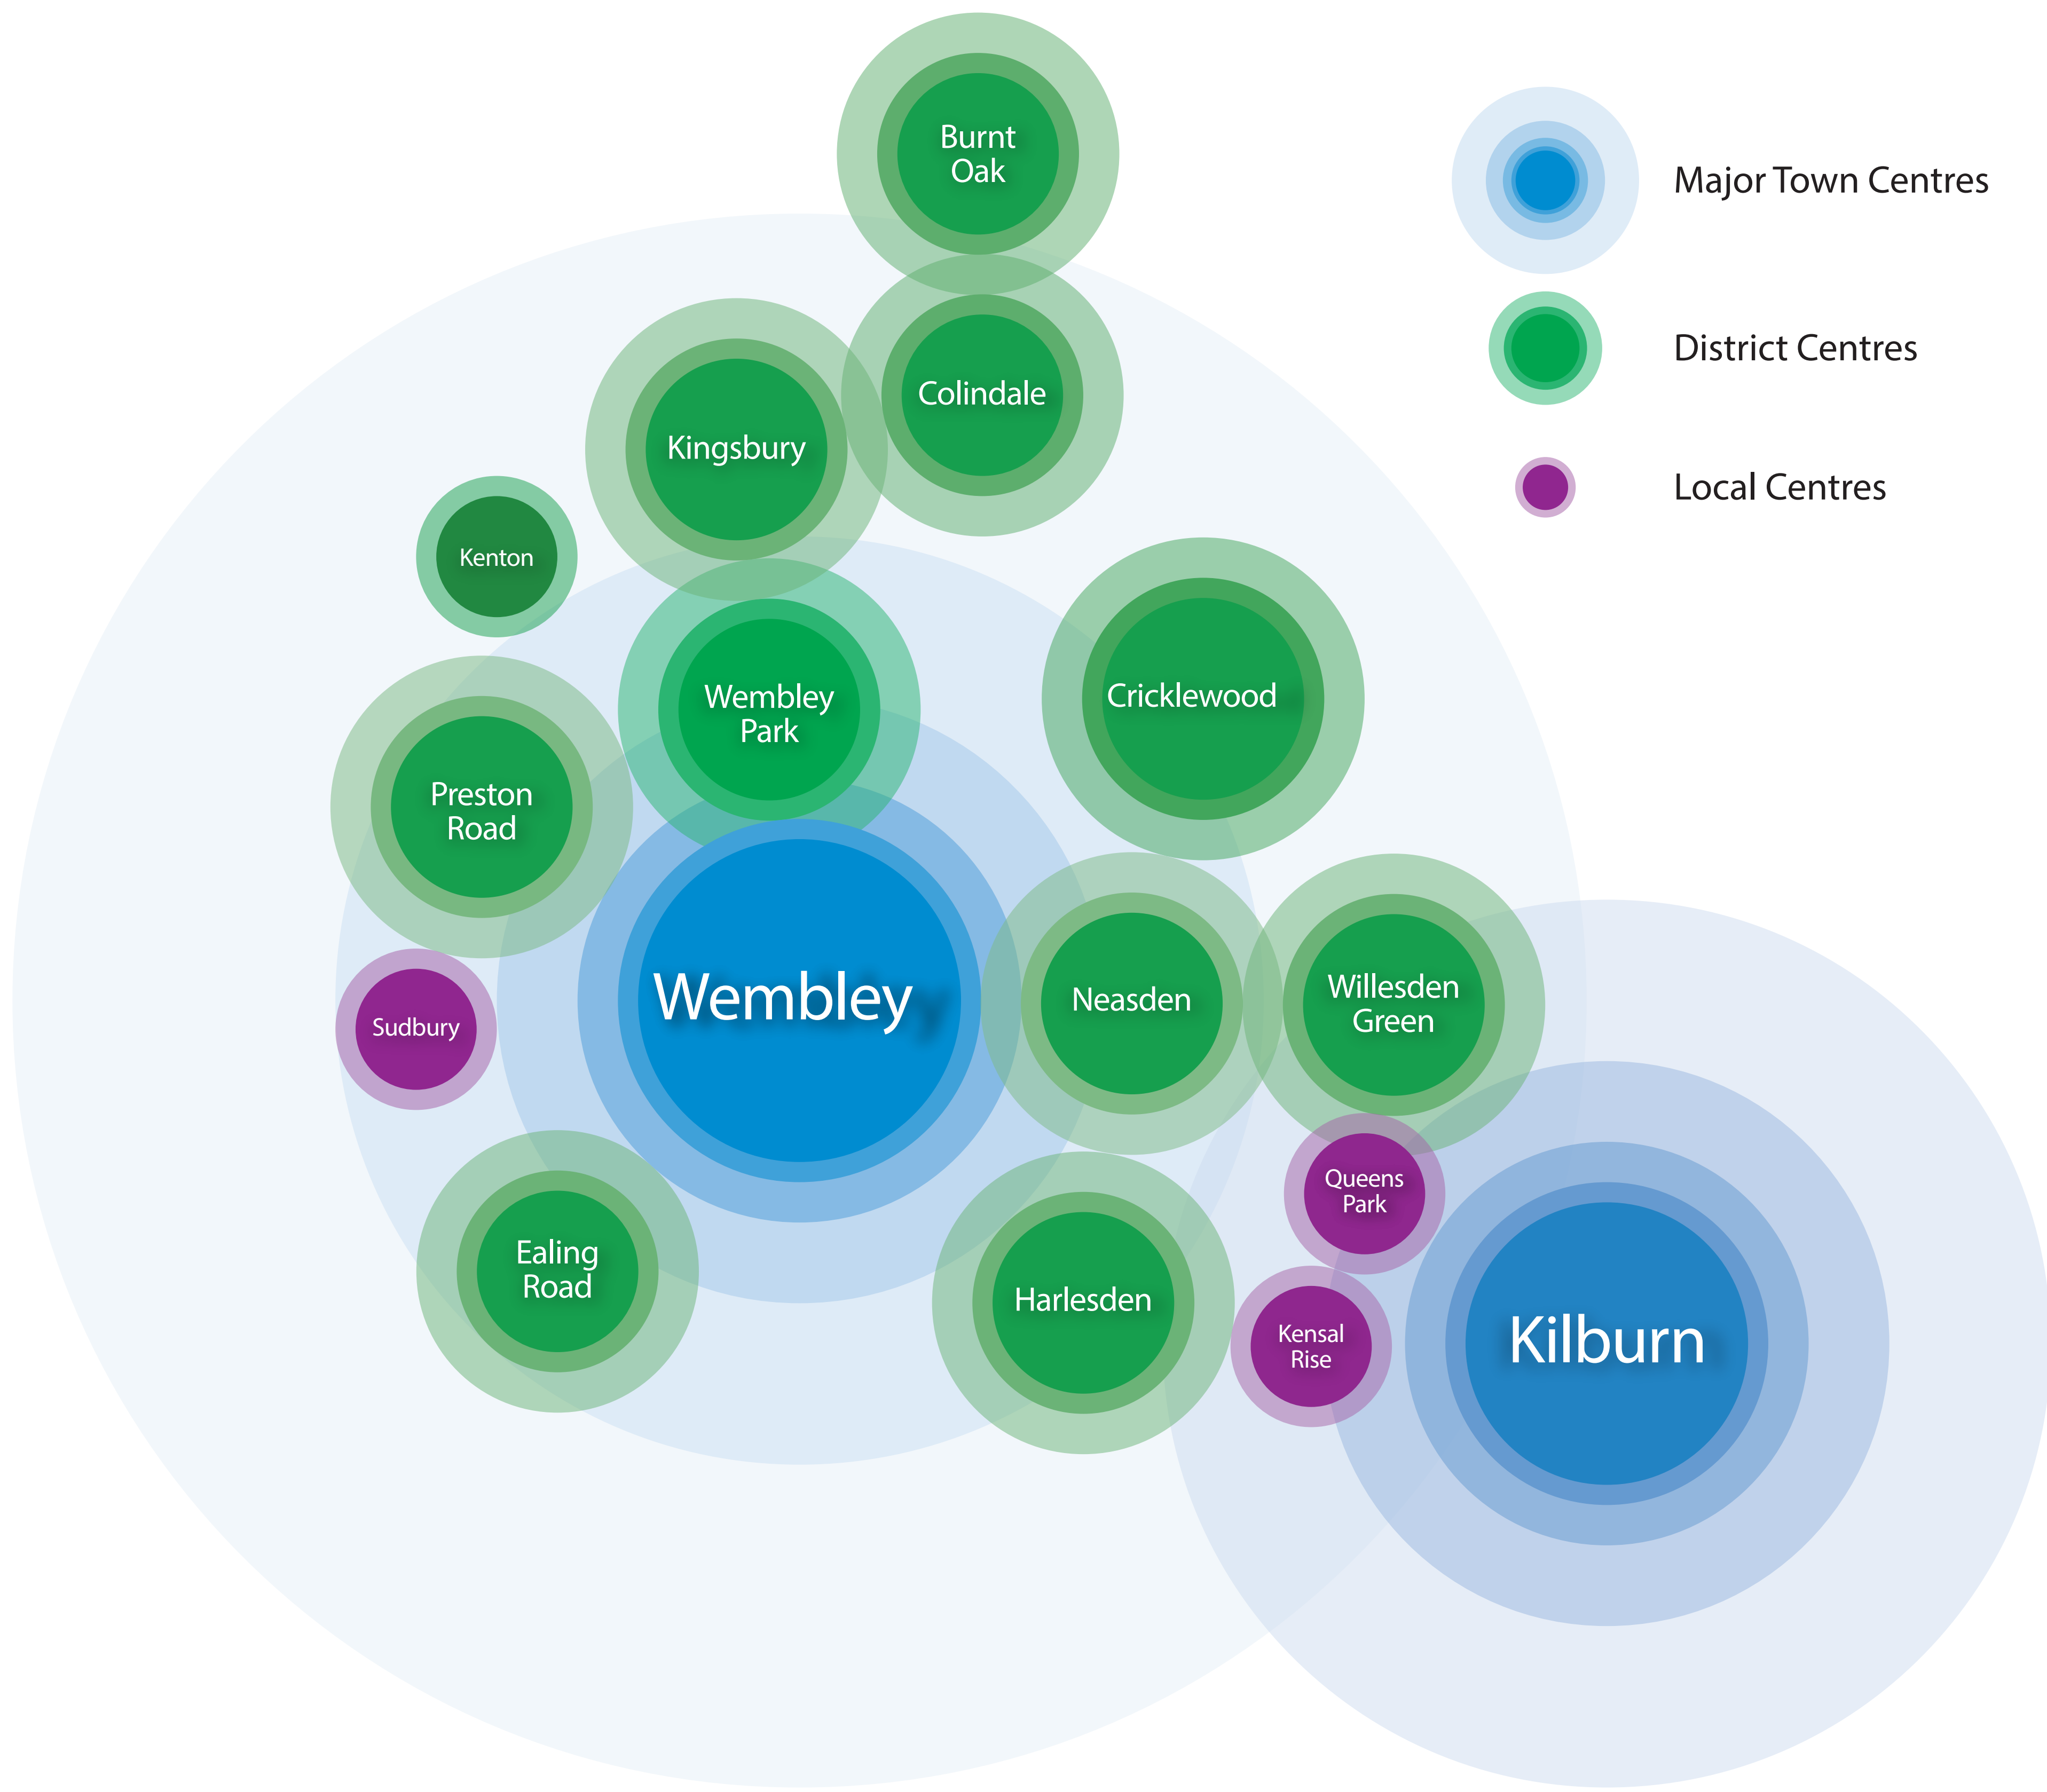 Burnt
Oak
Major Town Centres
District Centres
Colindale
Kingsbury
Local Centres
Kenton
Wembley
Park
Cricklewood
Preston
Road
Wembley
Neasden
Willesden
Green
Sudbury
Queens
Park
Ealing
Road
Harlesden
Kensal
Rise
Kilburn